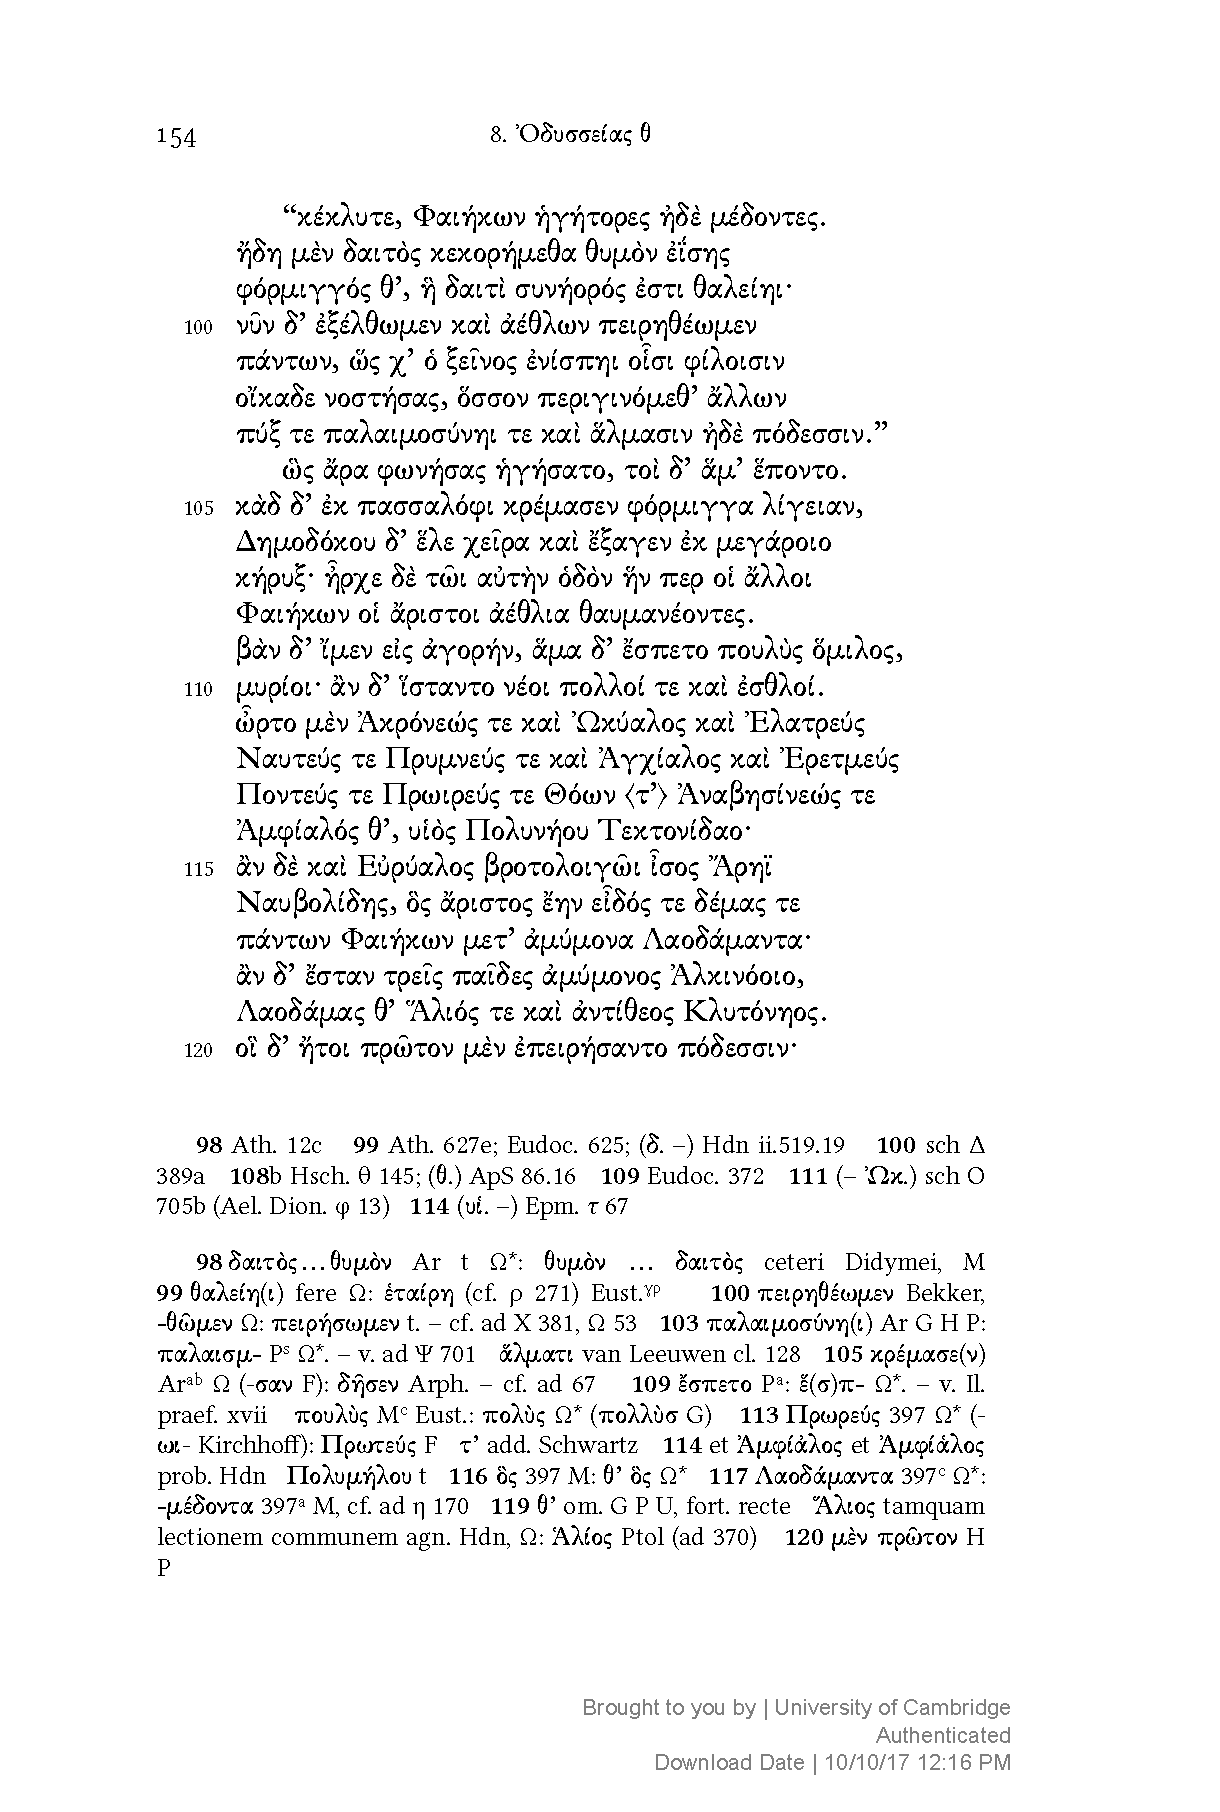 154 8. Ὀδυσσείας θ
“κέκλυτε, Φαιήκων ἡγήτορες ἠδὲ μέδοντες.
ἤδη μὲν δαιτὸς κεκορήμεθα θυμὸν ἐΐσης
φόρμιγγός θ’, ἣ δαιτὶ συνήορός ἐστι θαλείηι·
100 νῦν δ’ ἐξέλθωμεν καὶ ἀέθλων πειρηθέωμεν
πάντων, ὥς χ’ ὁ ξεῖνος ἐνίσπηι οἷσι φίλοισιν
οἴκαδε νοστήσας, ὅσσον περιγινόμεθ’ ἄλλων
πύξ τε παλαιμοσύνηι τε καὶ ἅλμασιν ἠδὲ πόδεσσιν.”
ὣς ἄρα φωνήσας ἡγήσατο, τοὶ δ’ ἅμ’ ἕποντο.
105 κὰδ δ’ ἐκ πασσαλόφι κρέμασεν φόρμιγγα λίγειαν,
Δημοδόκου δ’ ἕλε χεῖρα καὶ ἔξαγεν ἐκ μεγάροιο
κήρυξ· ἦρχε δὲ τῶι αὐτὴν ὁδὸν ἥν περ οἱ ἄλλοι
Φαιήκων οἱ ἄριστοι ἀέθλια θαυμανέοντες.
βὰν δ’ ἴμεν εἰς ἀγορήν, ἅμα δ’ ἕσπετο πουλὺς ὅμιλος,
110 μυρίοι· ἂν δ’ ἵσταντο νέοι πολλοί τε καὶ ἐσθλοί.
ὦρτο μὲν Ἀκρόνεώς τε καὶ Ὠκύαλος καὶ Ἐλατρεύς
Ναυτεύς τε Πρυμνεύς τε καὶ Ἀγχίαλος καὶ Ἐρετμεύς
Ποντεύς τε Πρωιρεύς τε Θόων ⟨τ’⟩ Ἀναβησίνεώς τε
Ἀμφίαλός θ’, υἱὸς Πολυνήου Τεκτονίδαο·
115 ἂν δὲ καὶ Εὐρύαλος βροτολοιγῶι ἶσος Ἄρηϊ
Ναυβολίδης, ὃς ἄριστος ἔην εἶδός τε δέμας τε
πάντων Φαιήκων μετ’ ἀμύμονα Λαοδάμαντα·
ἂν δ’ ἔσταν τρεῖς παῖδες ἀμύμονος Ἀλκινόοιο,
Λαοδάμας θ’ Ἅλιός τε καὶ ἀντίθεος Κλυτόνηος.
120 οἳ δ’ ἤτοι πρῶτον μὲν ἐπειρήσαντο πόδεσσιν·
98 Ath. 12c 99 Ath. 627e; Eudoc. 625; (δ. –) Hdn ii.519.19 100 sch Δ
389a 108b Hsch. θ 145; (θ.) ApS 86.16 109 Eudoc. 372 111 (– Ὠκ.) sch O
705b (Ael. Dion. φ 13) 114 (υἱ. –) Epm. τ 67
98 δαιτὸς…θυμὸν Ar t Ω*: θυμὸν … δαιτὸς ceteri Didymei, M
99 θαλείη(ι) fere Ω: ἑταίρη (cf. ρ 271) Eust.γρ 100 πειρηθέωμεν Bekker,
-θῶμεν Ω: πειρήσωμεν t. – cf. ad X 381, Ω 53 103 παλαιμοσύνη(ι) Ar G H P:
παλαισμ- Pˢ Ω*. – v. ad Ψ 701 ἅλματι van Leeuwen cl. 128 105 κρέμασε(ν)
Arᵃᵇ Ω (-σαν F): δῆσεν Arph. – cf. ad 67 109 ἔσπετο Pᵃ: ἕ(σ)π- Ω*. – v. Il.
praef. xvii πουλὺς Mᶜ Eust.: πολὺς Ω* (πολλὺσ G) 113 Πρωρεύς 397 Ω* (-
ωι- Kirchhoff): Πρωτεύς F τ’ add. Schwartz 114 et Ἀμφίἀλος et Ἀμφίἁλος
prob. Hdn Πολυμήλου t 116 ὃς 397 M: θ’ ὃς Ω* 117 Λαοδάμαντα 397ᶜ Ω*:
-μέδοντα 397ᵃ M, cf. ad η 170 119 θ’ om. G P U, fort. recte Ἅλιος tamquam
lectionem communem agn. Hdn, Ω: Ἁλίος Ptol (ad 370) 120 μὲν πρῶτον H
P
Brought to you by | University of Cambridge
Authenticated
Download Date | 10/10/17 12:16 PM